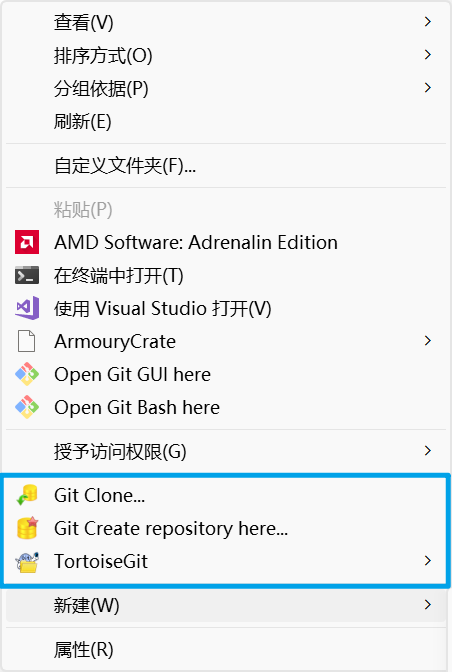 查看(V)
排序方式(O)
分组依据(P)
刷新(E)
自定义文件夹(F)...
粘贴(P)
AMD Software: Adrenalin Edition
在终端中打开(T)
使用 Visual Studio 打开(V)
ArmouryCrate
Open Git GUI here
Open Git Bash here
授予访问权限(G)
Git Clone...
Git Create repository here...
TortoiseGit
新建(W)
属性(R)